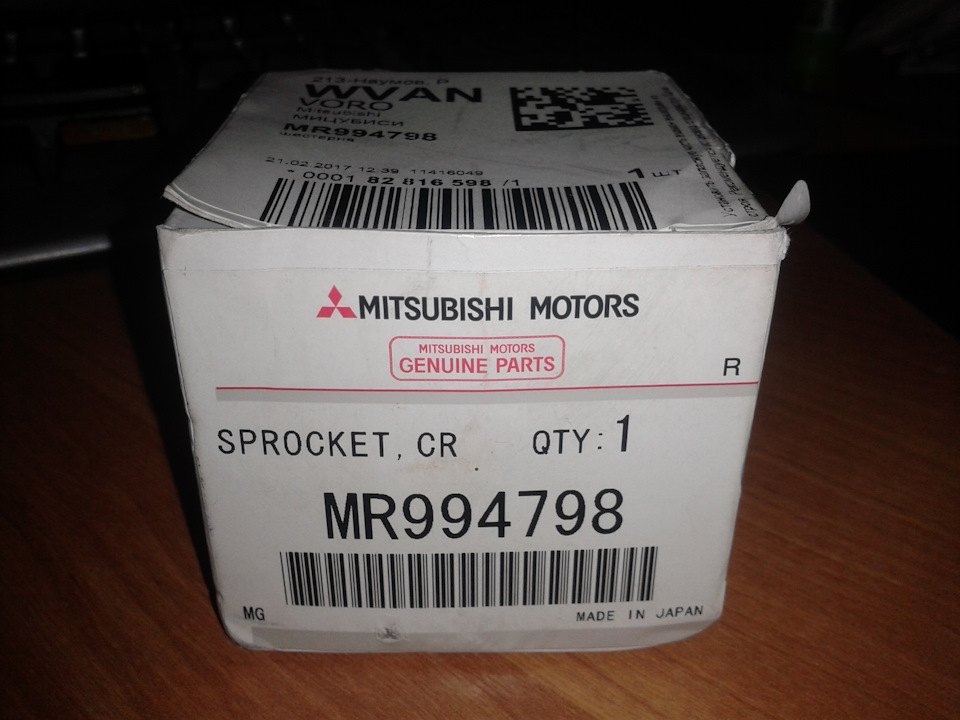 213-Наумов. Р
WVAN
VORO
Mitsubishi
МИЦУБИСИ
MR994798
шестерня
21.02 2017 12:39 11416049
* 0001 82 816 598 /1
1 ШТ
MITSUBISHI MOTORS
MITSUBISHI MOTORS
GENUINE PARTS
R
SPROCKET, CR QTY: 1
MR994798
MG MADE IN JAPAN